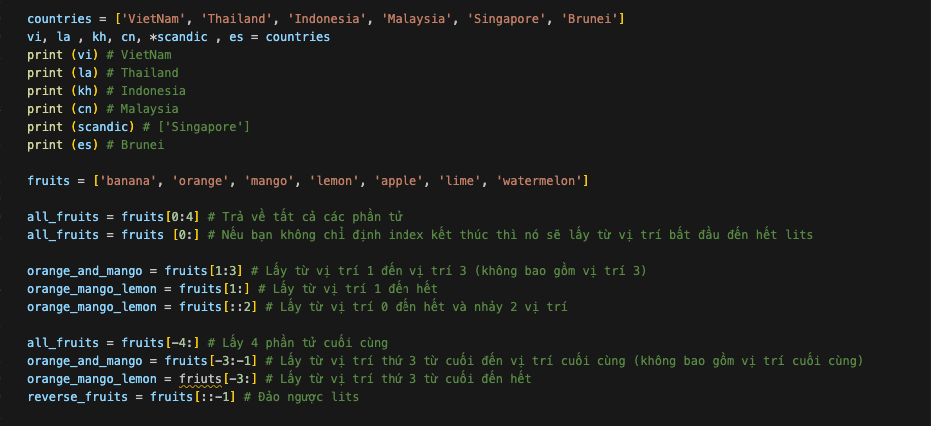 countries = ['VietNam', 'Thailand', 'Indonesia', 'Malaysia', 'Singapore', 'Brunei']
vi, la , kh, cn, *scandic , es = countries
print (vi) # VietNam
print (la) # Thailand
print (kh) # Indonesia
print (cn) # Malaysia
print (scandic) # ['Singapore']
print (es) # Brunei
fruits = ['banana', 'orange', 'mango', 'lemon', 'apple', 'lime', 'watermelon']
all_fruits = fruits[0:4] # Trả về tất cả các phần tử
all_fruits = fruits [0:] # Nếu bạn không chỉ định index kết thúc thì nó sẽ lấy từ vị trí bắt đầu đến hết lits
orange_and_mango = fruits[1:3] # Lấy từ vị trí 1 đến vị trí 3 (không bao gồm vị trí 3)
orange_mango_lemon = fruits[1:] # Lấy từ vị trí 1 đến hết
orange_mango_lemon = fruits[::2] # Lấy từ vị trí 0 đến hết và nhảy 2 vị trí
all_fruits = fruits[-4:] # Lấy 4 phần tử cuối cùng
orange_and_mango = fruits[-3:-1] # Lấy từ vị trí thứ 3 từ cuối đến vị trí cuối cùng (không bao gồm vị trí cuối cùng)
orange_mango_lemon = friuts[-3:] # Lấy từ vị trí thứ 3 từ cuối đến hết
reverse_fruits = fruits[::-1] # Đảo ngược lits